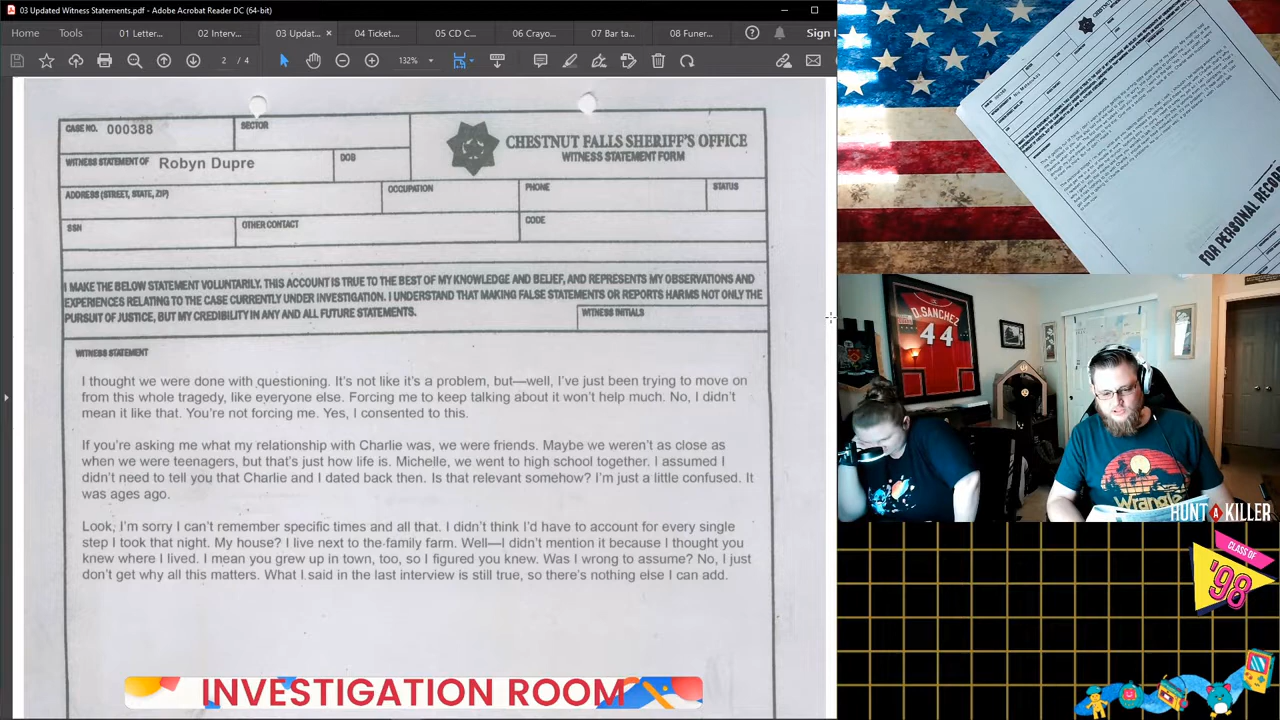 03 Updated Witness Statements.pdf - Adobe Acrobat Reader DC (64-bit)
Home Tools 01 Letter... 02 Interv... 03 Updat... × 04 Ticket... 05 CD C... 06 Crayo... 07 Bar ta... 08 Funer... Sign I
2 / 4 132%
CASE NO. 000388 SECTOR
CHESTNUT FALLS SHERIFF'S OFFICE
WITNESS STATEMENT FORM
WITNESS STATEMENT OF Robyn Dupre DOB
ADDRESS (STREET, STATE, ZIP) OCCUPATION PHONE STATUS
SSN OTHER CONTACT CODE
I MAKE THE BELOW STATEMENT VOLUNTARILY. THIS ACCOUNT IS TRUE TO THE BEST OF MY KNOWLEDGE AND BELIEF, AND REPRESENTS MY OBSERVATIONS AND
EXPERIENCES RELATING TO THE CASE CURRENTLY UNDER INVESTIGATION. I UNDERSTAND THAT MAKING FALSE STATEMENTS OR REPORTS HARMS NOT ONLY THE
PURSUIT OF JUSTICE, BUT MY CREDIBILITY IN ANY AND ALL FUTURE STATEMENTS.
WITNESS INITIALS
WITNESS STATEMENT
I thought we were done with questioning. It's not like it's a problem, but—well, I've just been trying to move on
from this whole tragedy, like everyone else. Forcing me to keep talking about it won't help much. No, I didn't
mean it like that. You're not forcing me. Yes, I consented to this.
If you're asking me what my relationship with Charlie was, we were friends. Maybe we weren't as close as
when we were teenagers, but that's just how life is. Michelle, we went to high school together. I assumed I
didn't need to tell you that Charlie and I dated back then. Is that relevant somehow? I'm just a little confused. It
was ages ago.
Look, I'm sorry I can't remember specific times and all that. I didn't think I'd have to account for every single
step I took that night. My house? I live next to the family farm. Well—I didn't mention it because I thought you
knew where I lived. I mean you grew up in town, too, so I figured you knew. Was I wrong to assume? No, I just
don't get why all this matters. What I said in the last interview is still true, so there's nothing else I can add.
INVESTIGATION ROOM
FOR PERSONAL RECOR
D.SANCHEZ
44
Wrangle
HUNT A KILLER
CLASS OF
'98